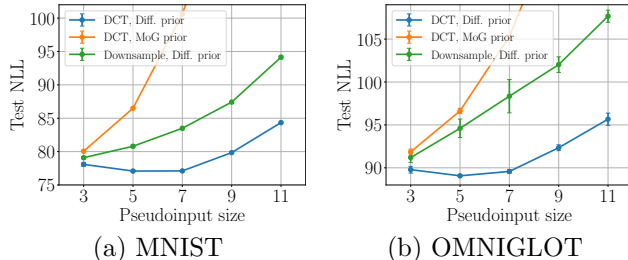 DCT, Diff. prior
DCT, MoG prior
Downsample, Diff. prior
Test NLL
100
95
90
85
80
75
3 5 7 9 11
Pseudoinput size
(a) MNIST
DCT, Diff. prior
DCT, MoG prior
Downsample, Diff. prior
Test NLL
105
100
95
90
3 5 7 9 11
Pseudoinput size
(b) OMNIGLOT